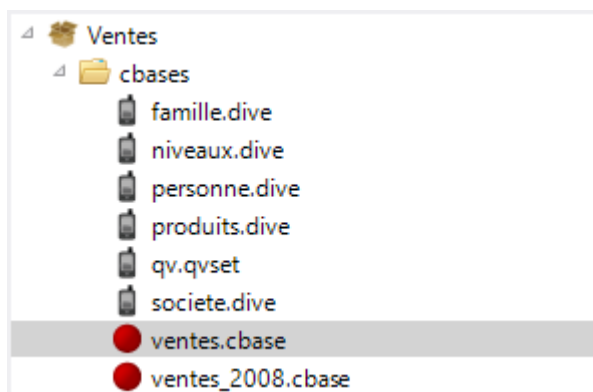 Ventes
cbases
famille.dive
niveaux.dive
personne.dive
produits.dive
qv.qvset
societe.dive
ventes.cbase
ventes_2008.cbase